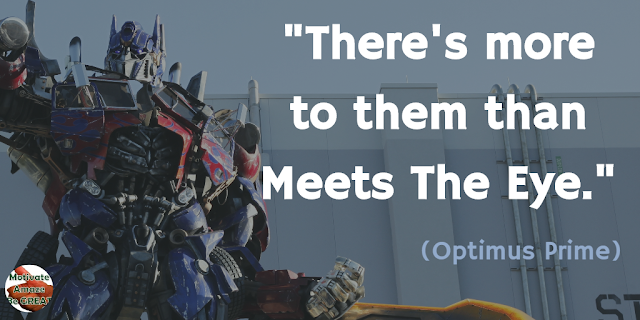 "There's more
to them than
Meets The Eye."
(Optimus Prime)
Motivate
Amaze
Be GREAT
ST